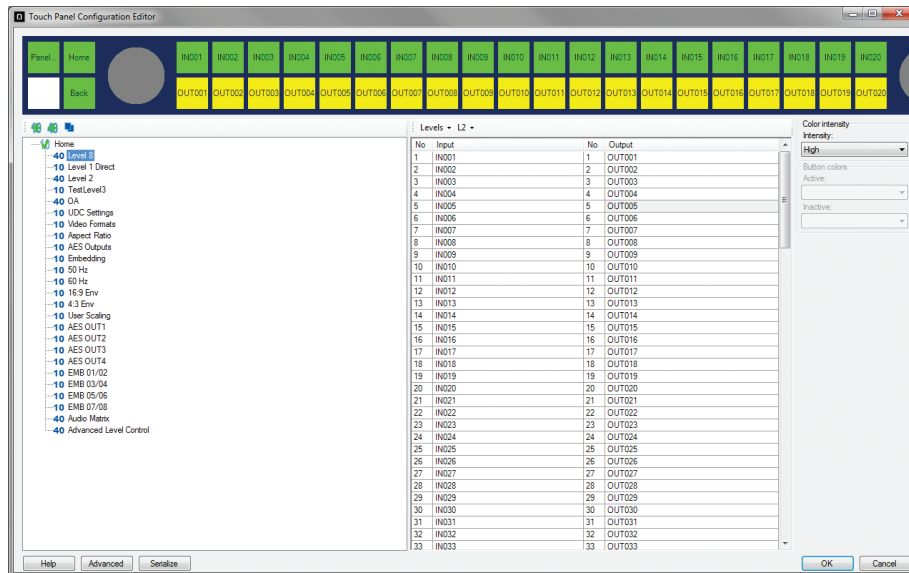 Touch Panel Configuration Editor
Panel... Home IN001 IN002 IN003 IN004 IN005 IN006 IN007 IN008 IN009 IN010 IN011 IN012 IN013 IN014 IN015 IN016 IN017 IN018 IN019 IN020
Back OUT001 OUT002 OUT003 OUT004 OUT005 OUT006 OUT007 OUT008 OUT009 OUT010 OUT011 OUT012 OUT013 OUT014 OUT015 OUT016 OUT017 OUT018 OUT019 OUT020
Home
40 Level 8
10 Level 1 Direct
40 Level 2
10 TestLevel3
40 OA
10 UDC Settings
10 Video Formats
10 Aspect Ratio
10 AES Outputs
10 Embedding
10 50 Hz
10 60 Hz
10 16:9 Env
10 4:3 Env
10 User Scaling
10 AES OUT1
10 AES OUT2
10 AES OUT3
10 AES OUT4
10 EMB 01/02
10 EMB 03/04
10 EMB 05/06
10 EMB 07/08
40 Audio Matrix
40 Advanced Level Control
Levels L2
No Input No Output
1 IN001 1 OUT001
2 IN002 2 OUT002
3 IN003 3 OUT003
4 IN004 4 OUT004
5 IN005 5 OUT005
6 IN006 6 OUT006
7 IN007 7 OUT007
8 IN008 8 OUT008
9 IN009 9 OUT009
10 IN010 10 OUT010
11 IN011 11 OUT011
12 IN012 12 OUT012
13 IN013 13 OUT013
14 IN014 14 OUT014
15 IN015 15 OUT015
16 IN016 16 OUT016
17 IN017 17 OUT017
18 IN018 18 OUT018
19 IN019 19 OUT019
20 IN020 20 OUT020
21 IN021 21 OUT021
22 IN022 22 OUT022
23 IN023 23 OUT023
24 IN024 24 OUT024
25 IN025 25 OUT025
26 IN026 26 OUT026
27 IN027 27 OUT027
28 IN028 28 OUT028
29 IN029 29 OUT029
30 IN030 30 OUT030
31 IN031 31 OUT031
32 IN032 32 OUT032
33 IN033 33 OUT033
Color intensity
Intensity:
High
Button colors
Active:
Inactive:
Help Advanced Serialize OK Cancel